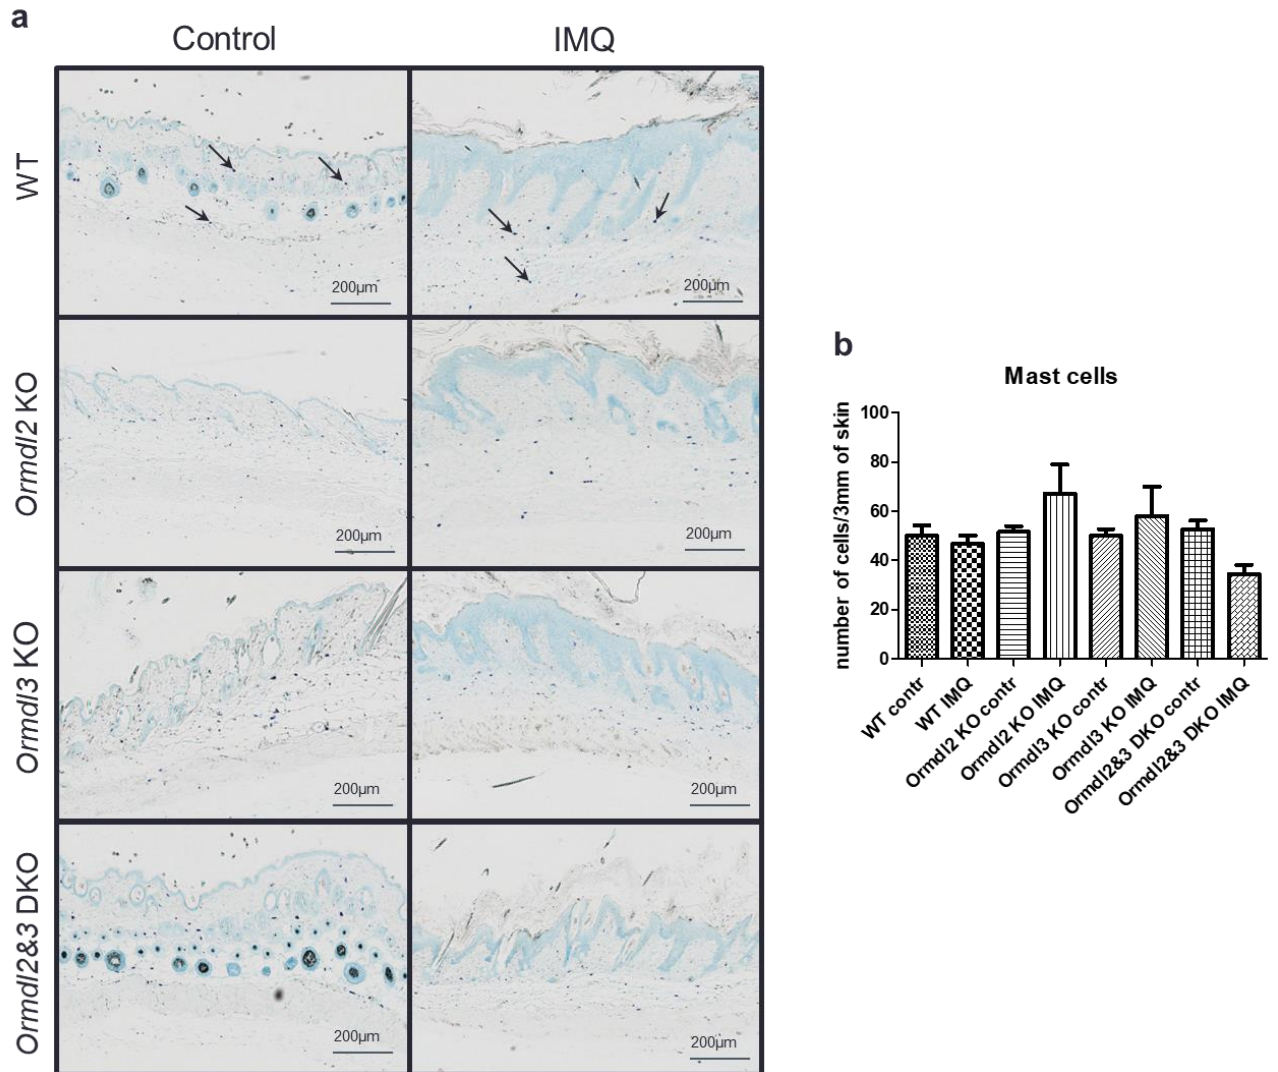 a
Control IMQ
WT
200µm 200µm
Ormdl2 KO
200µm 200µm
Ormdl3 KO
200µm 200µm
Ormdl2&3 DKO
200µm 200µm
b
Mast cells
number of cells/3mm of skin
100
80
60
40
20
0
WT contr
WT IMQ
Ormdl2 KO contr
Ormdl2 KO IMQ
Ormdl3 KO contr
Ormdl3 KO IMQ
Ormdl2&3 DKO contr
Ormdl2&3 DKO IMQ